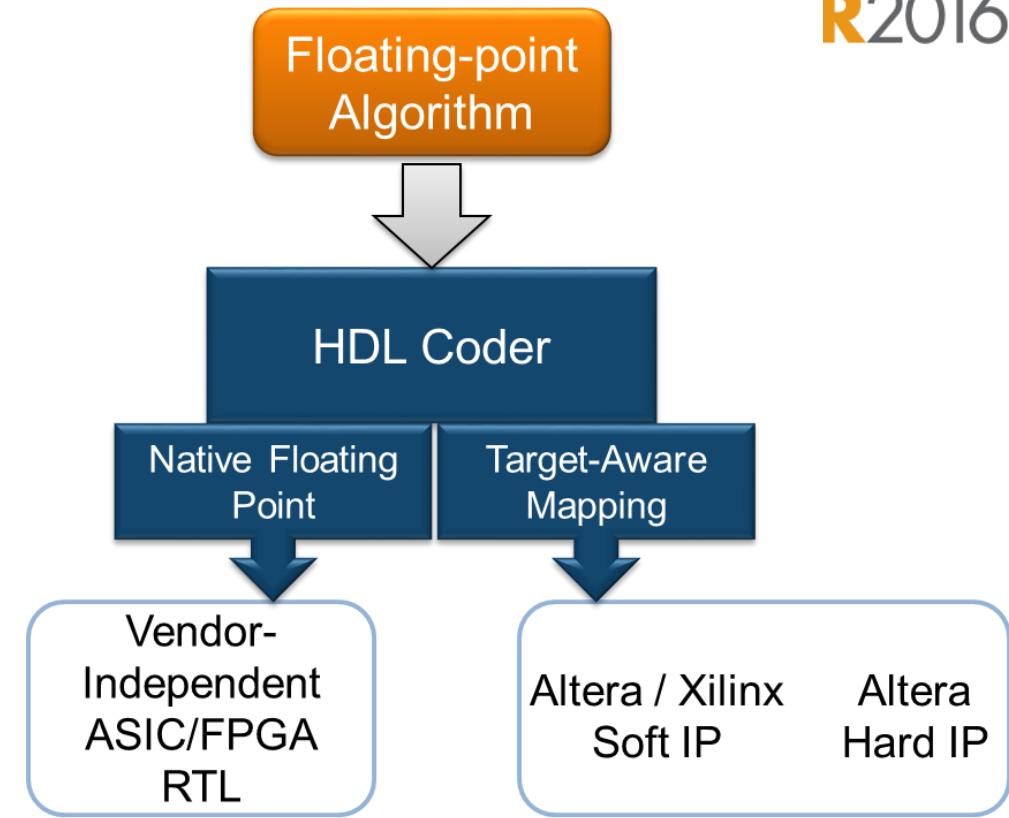 R2016
Floating-point
Algorithm
HDL Coder
Native Floating
Point
Target-Aware
Mapping
Vendor-
Independent
ASIC/FPGA
RTL
Altera / Xilinx
Soft IP
Altera
Hard IP